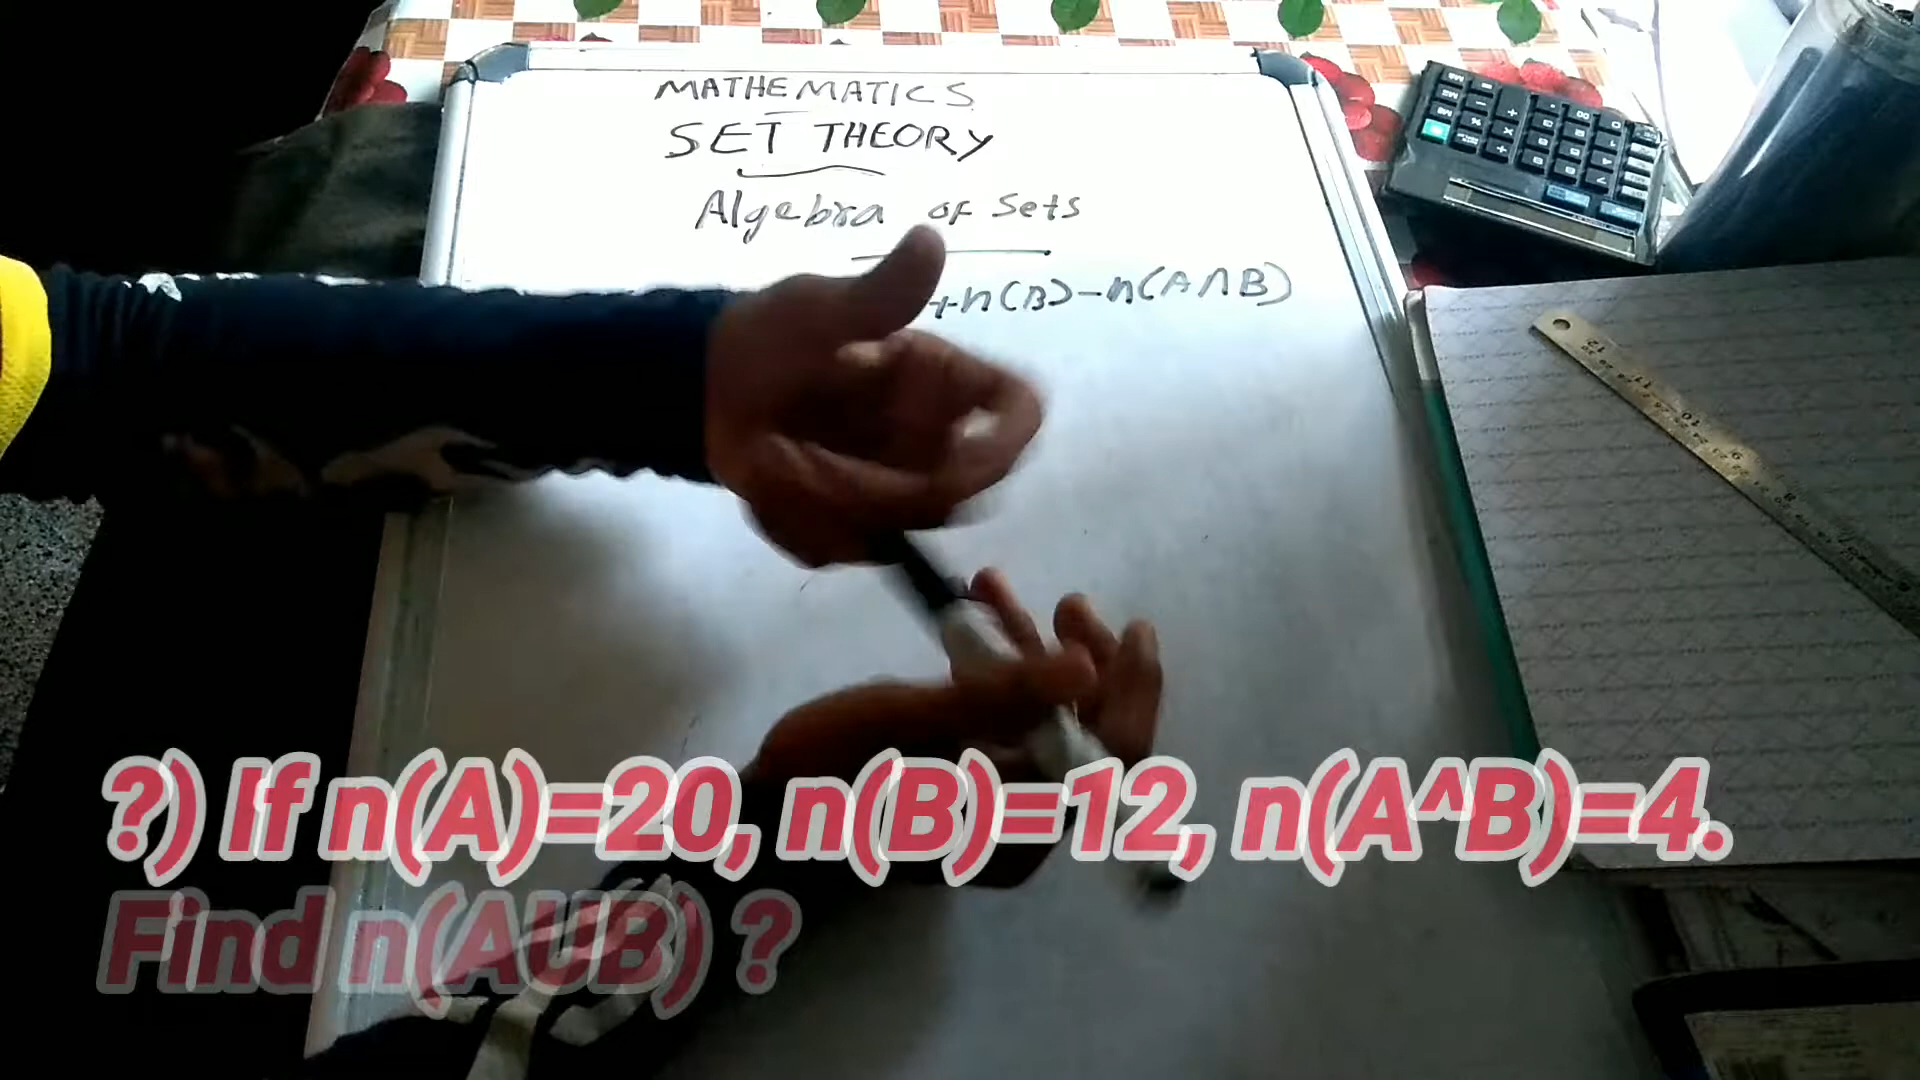 MATHEMATICS
SET THEORY
Algebra of Sets
+n(B)-n(A∩B)
?) If n(A)=20, n(B)=12, n(A^B)=4.
Find n(AUB) ?